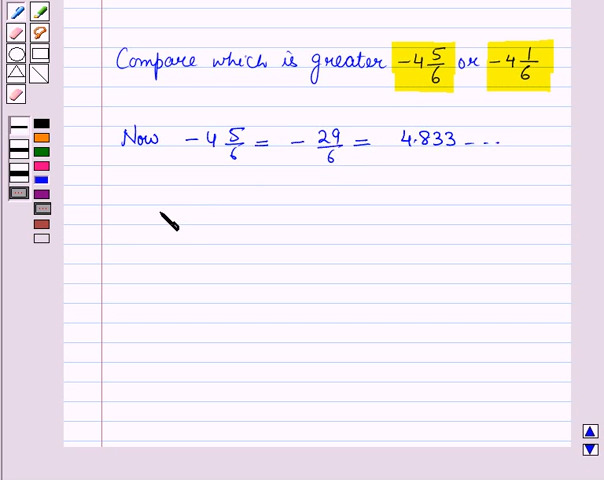 Compare which is greater -4 5/6 or -4 1/6
Now -4 5/6 = - 29/6 = 4.833 ---